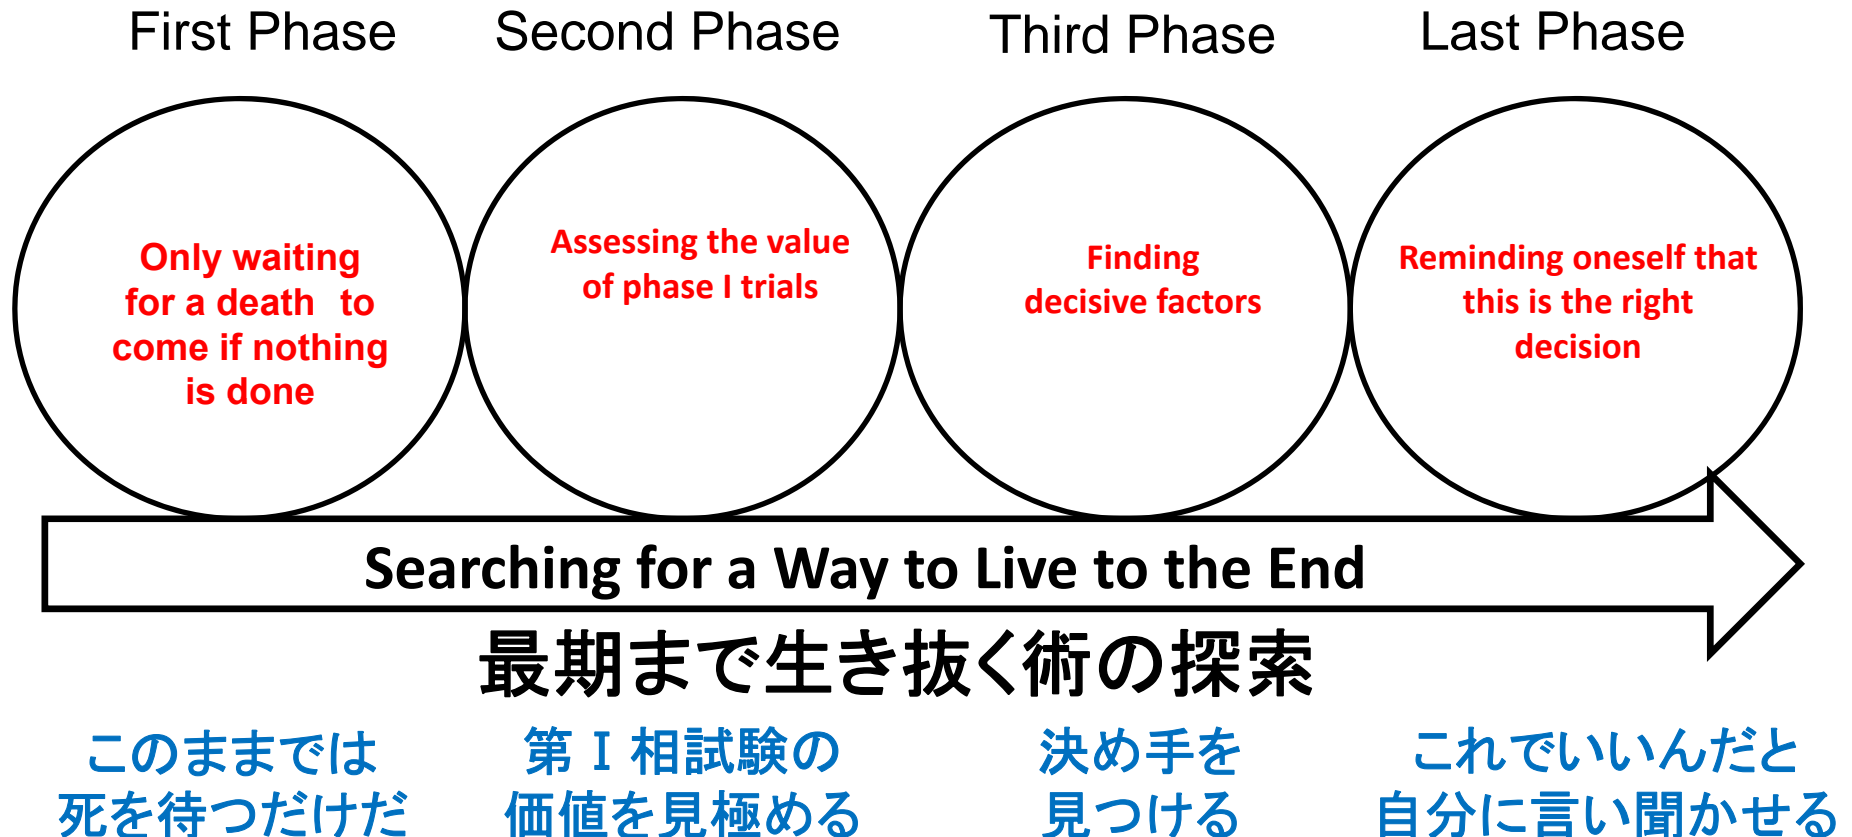 First Phase
Second Phase
Third Phase
Last Phase
Only waiting
for a death to
come if nothing
is done
Assessing the value
of phase I trials
Finding
decisive factors
Reminding oneself that
this is the right
decision
Searching for a Way to Live to the End
最期まで生き抜く術の探索
このままでは
死を待つだけだ
第Ⅰ相試験の
価値を見極める
決め手を
見つける
これでいいんだと
自分に言い聞かせる